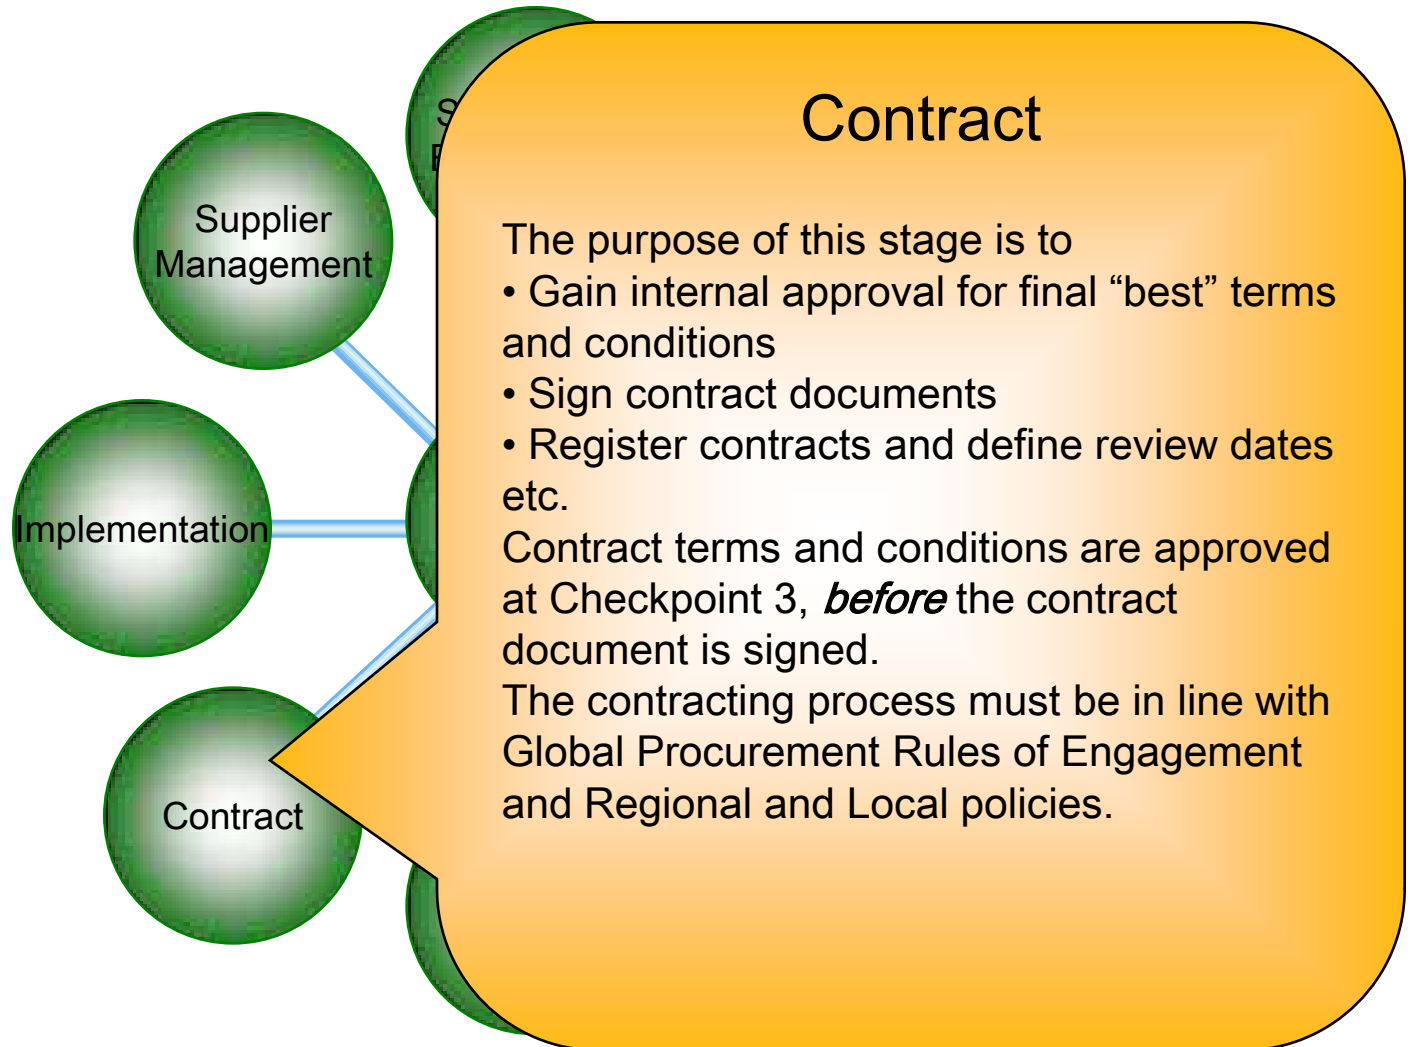 Contract
The purpose of this stage is to
• Gain internal approval for final “best” terms
and conditions
• Sign contract documents
• Register contracts and define review dates
etc.
Contract terms and conditions are approved
at Checkpoint 3, before the contract
document is signed.
The contracting process must be in line with
Global Procurement Rules of Engagement
and Regional and Local policies.
Supplier
Management
Implementation
Contract